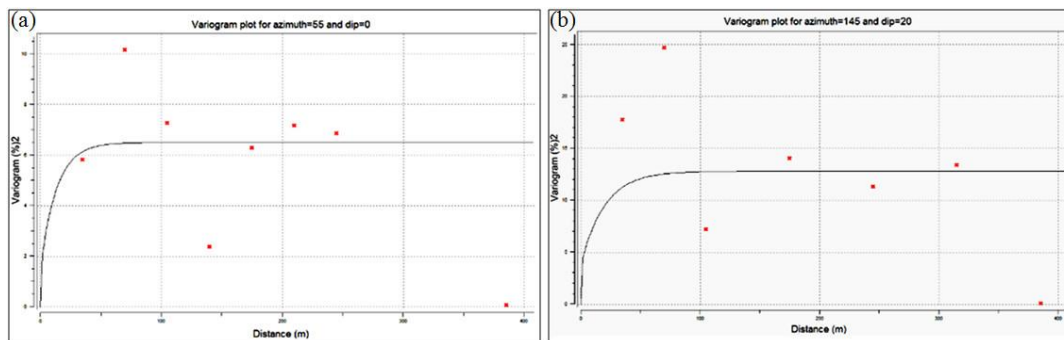 (a)
Variogram plot for azimuth=55 and dip=0
10
8
6
4
2
0
Variogram (%)2
0
100
200
300
400
Distance (m)
(b)
Variogram plot for azimuth=145 and dip=20
25
20
15
10
5
0
Variogram (%)2
0
100
200
300
400
Distance (m)